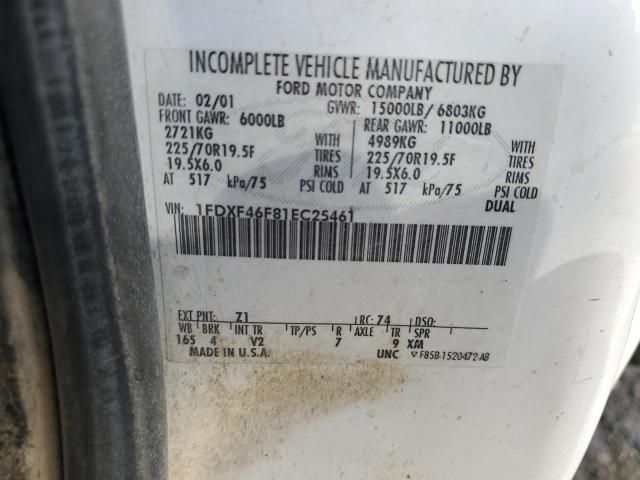 INCOMPLETE VEHICLE MANUFACTURED BY
FORD MOTOR COMPANY
DATE: 02/01 GVWR: 15000LB/ 6803KG
FRONT GAWR: 6000LB REAR GAWR: 11000LB
2721KG WITH 4989KG WITH
225/70R19.5F TIRES 225/70R19.5F TIRES
19.5X6.0 RIMS 19.5X6.0 RIMS
AT 517 kPa/75 PSI COLD AT 517 kPa/75 PSI COLD
DUAL
VIN: 1FDXF46F81EC25461
EXT PNT: Z1 RC: 74 DSO:
WB BRK INT TR TP/PS R AXLE TR SPR
165 4 V2 7 9 XM
MADE IN U.S.A. UNC ▽ F85B-1520472-AB